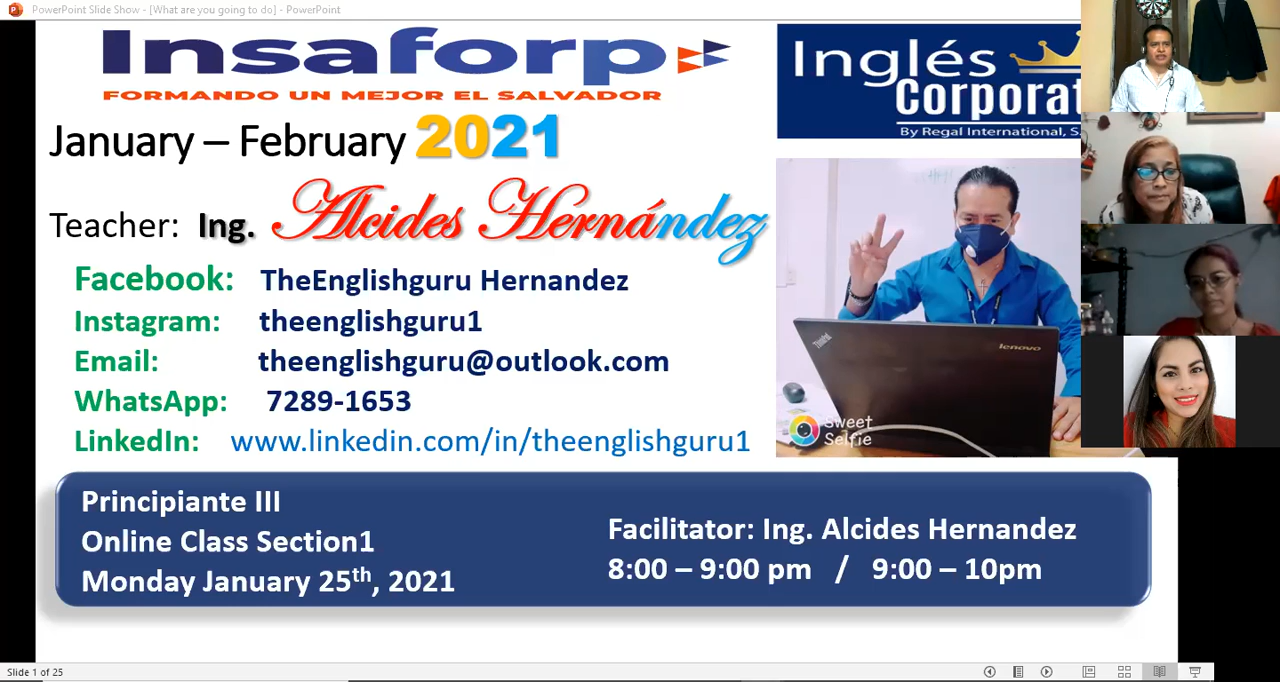 PowerPoint Slide Show - [What are you going to do] - PowerPoint
Insaforp
FORMANDO UN MEJOR EL SALVADOR
Inglés
Corporat
By Regal International, S.
January – February 2021
Teacher: Ing. Alcides Hernández
Facebook: TheEnglishguru Hernandez
Instagram: theenglishguru1
Email: theenglishguru@outlook.com
WhatsApp: 7289-1653
LinkedIn: www.linkedin.com/in/theenglishguru1
ThinkPad
lenovo
Sweet
Selfie
Principiante III
Online Class Section1
Monday January 25th, 2021
Facilitator: Ing. Alcides Hernandez
8:00 – 9:00 pm / 9:00 – 10pm
Slide 1 of 25